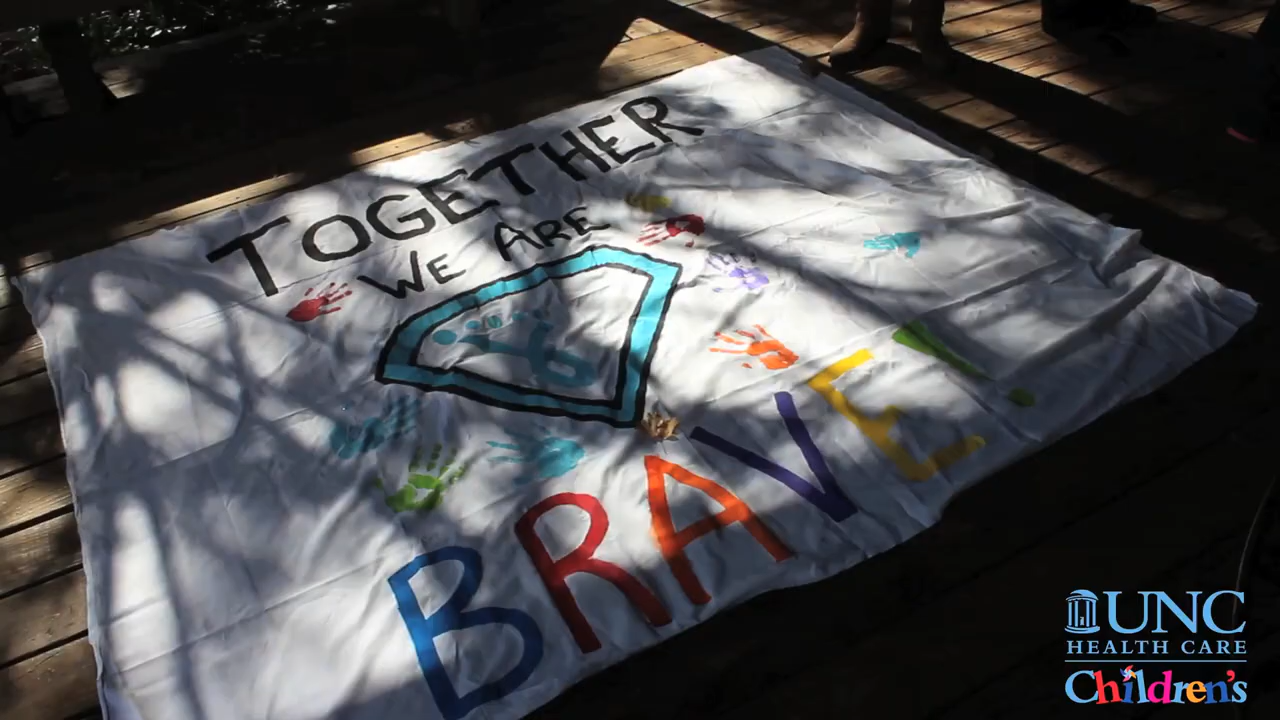 TOGETHER
WE ARE
BRAVE!
UNC
HEALTH CARE
Children's